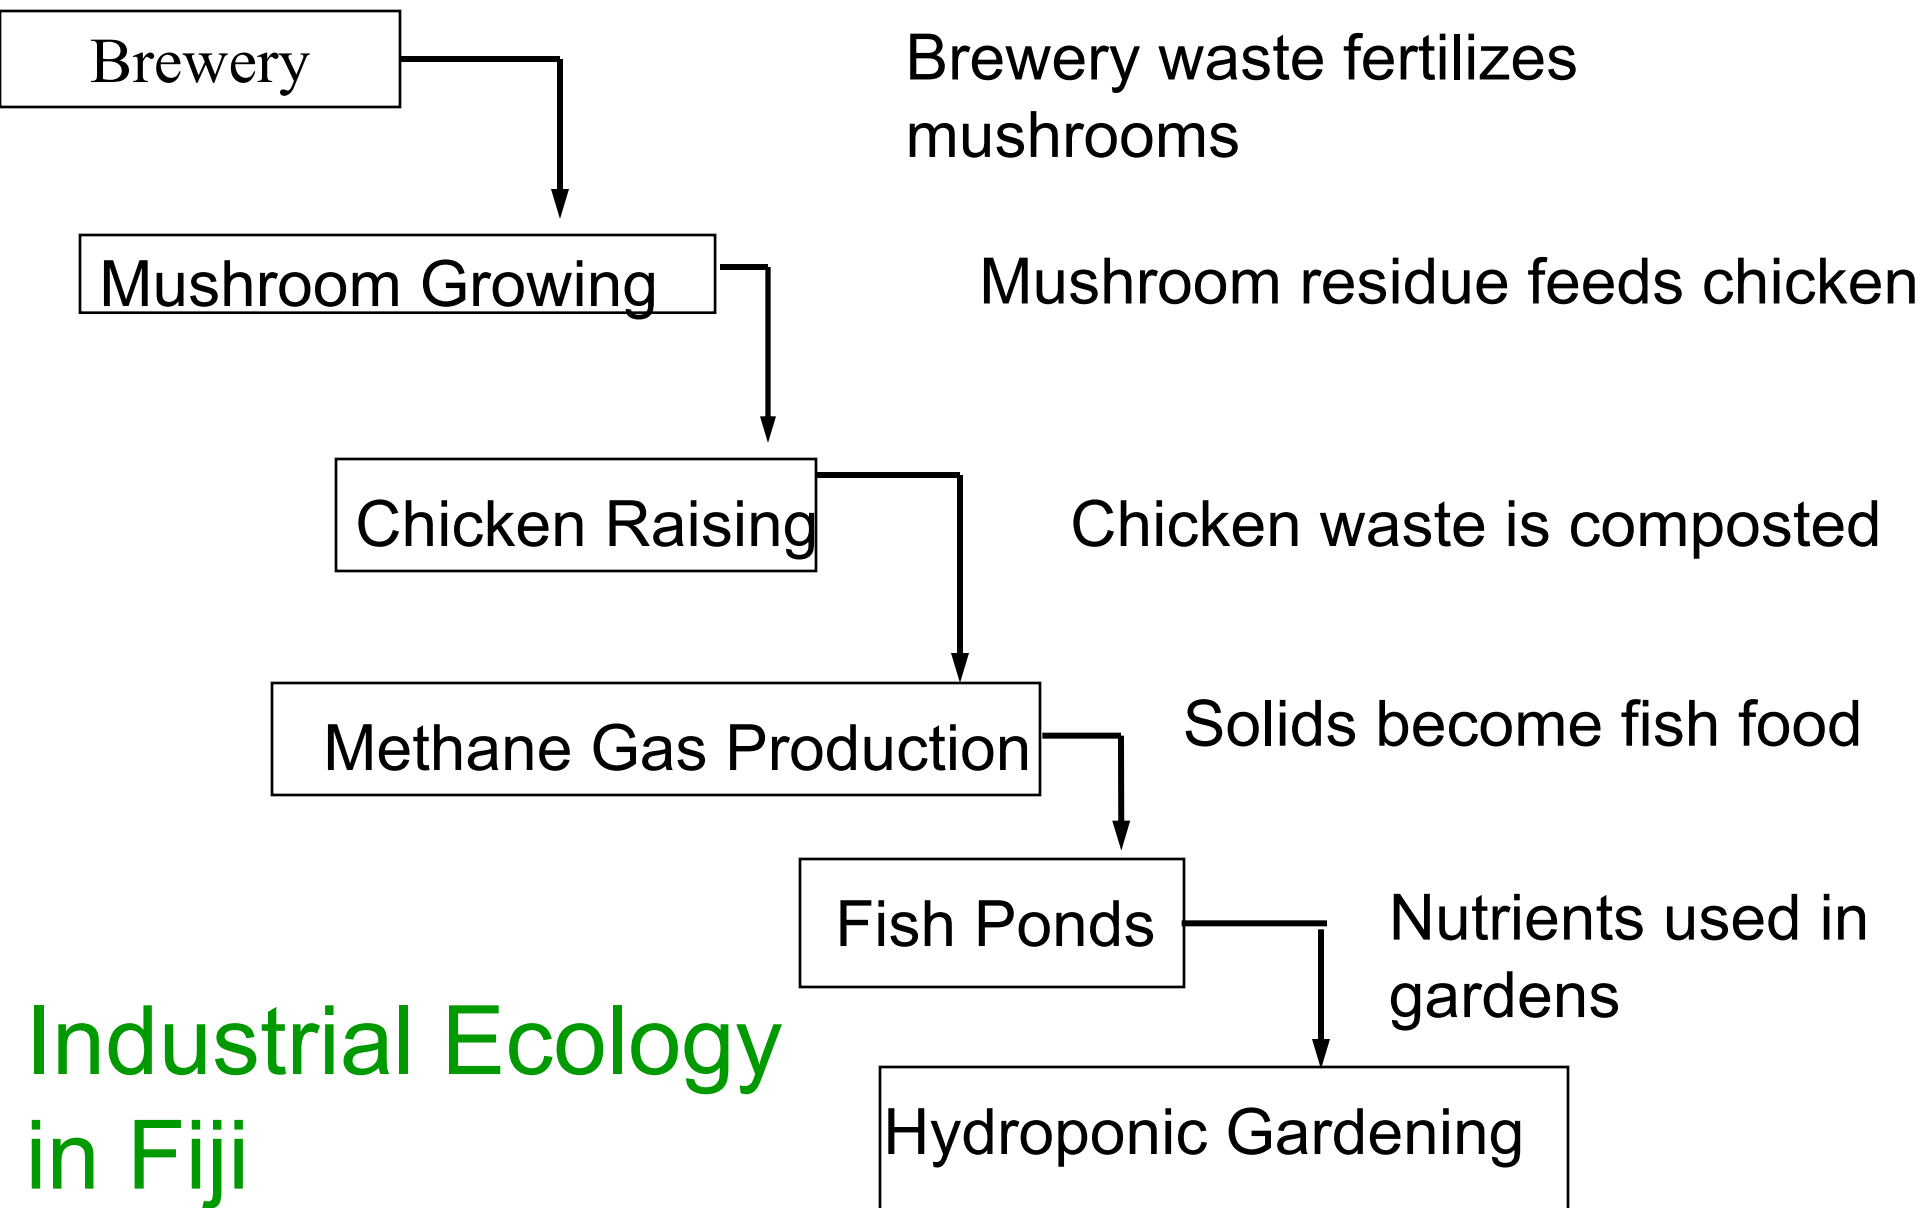 Brewery
Brewery waste fertilizes
mushrooms
Mushroom Growing
Mushroom residue feeds chicken
Chicken Raising
Chicken waste is composted
Methane Gas Production
Solids become fish food
Fish Ponds
Nutrients used in
gardens
Industrial Ecology
in Fiji
Hydroponic Gardening